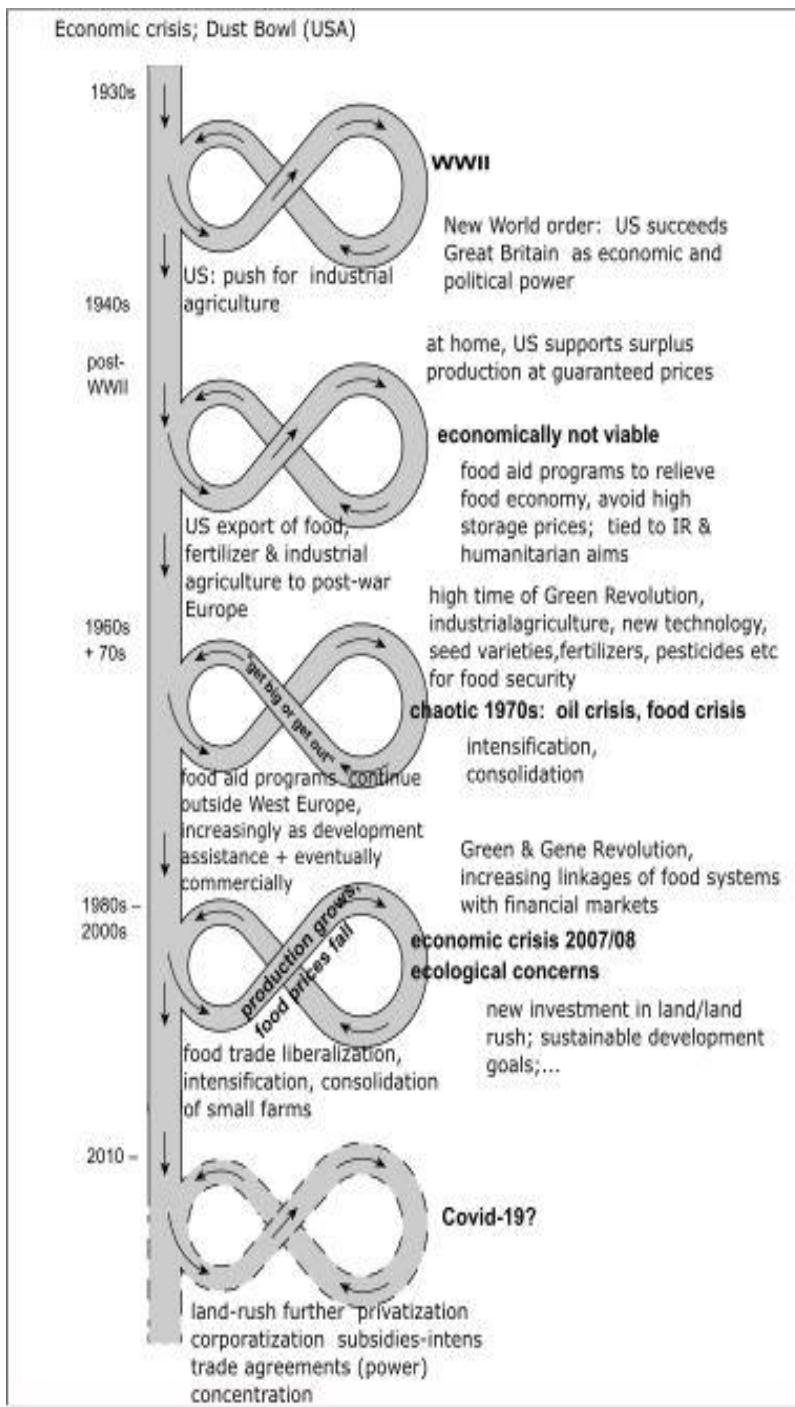 Economic crisis; Dust Bowl (USA)
1930s
WWII
New World order: US succeeds
Great Britain as economic and
political power
US: push for industrial
agriculture
1940s
post-
WWII
at home, US supports surplus
production at guaranteed prices
economically not viable
food aid programs to relieve
food economy, avoid high
storage prices; tied to IR &
humanitarian aims
US export of food,
fertilizer & industrial
agriculture to post-war
Europe
1960s
+ 70s
high time of Green Revolution,
industrialagriculture, new technology,
seed varieties,fertilizers, pesticides etc
for food security
"get big or get out"
chaotic 1970s: oil crisis, food crisis
intensification,
consolidation
food aid programs continue
outside West Europe,
increasingly as development
assistance + eventually
commercially
1980s –
2000s
Green & Gene Revolution,
increasing linkages of food systems
with financial markets
production grows,
food prices fall
economic crisis 2007/08
ecological concerns
new investment in land/land
rush; sustainable development
goals;...
food trade liberalization,
intensification, consolidation
of small farms
2010 –
Covid-19?
land-rush further privatization
corporatization subsidies-intens
trade agreements (power)
concentration